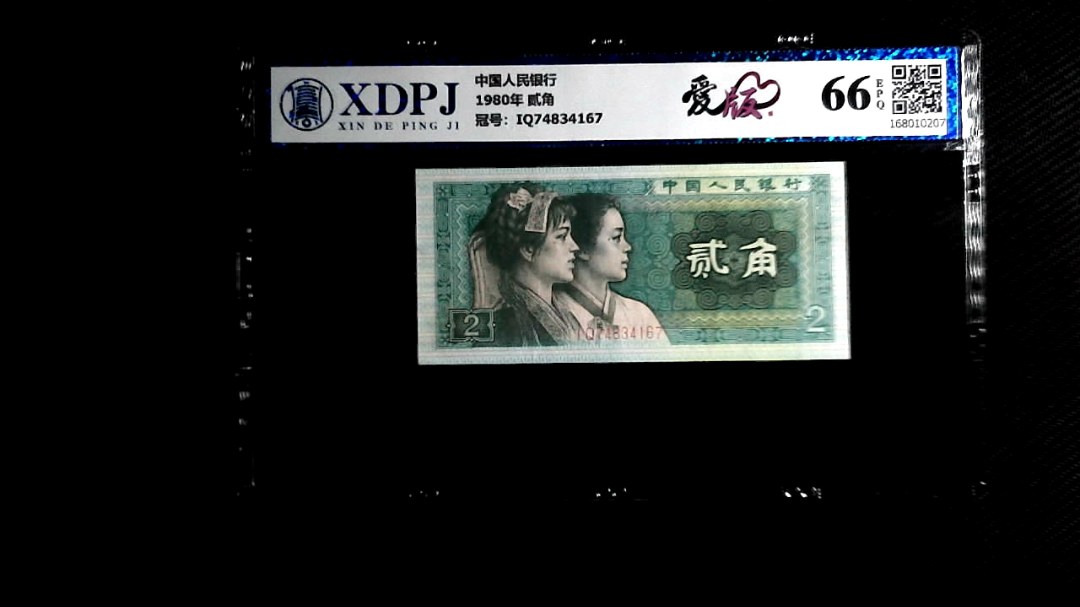 XDPJ
XIN DE PING JI
中国人民银行
1980年 贰角
冠号：IQ74834167
爱版
66
EPQ
168010207
中国人民银行
贰角
2
IQ74834167
2